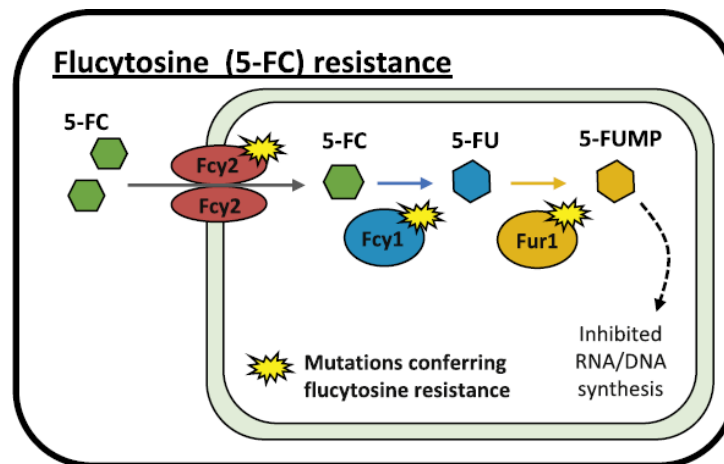 Flucytosine (5-FC) resistance
5-FC
Fcy2
Fcy2
5-FC
5-FU
5-FUMP
Fcy1
Fur1
Mutations conferring
flucytosine resistance
Inhibited
RNA/DNA
synthesis